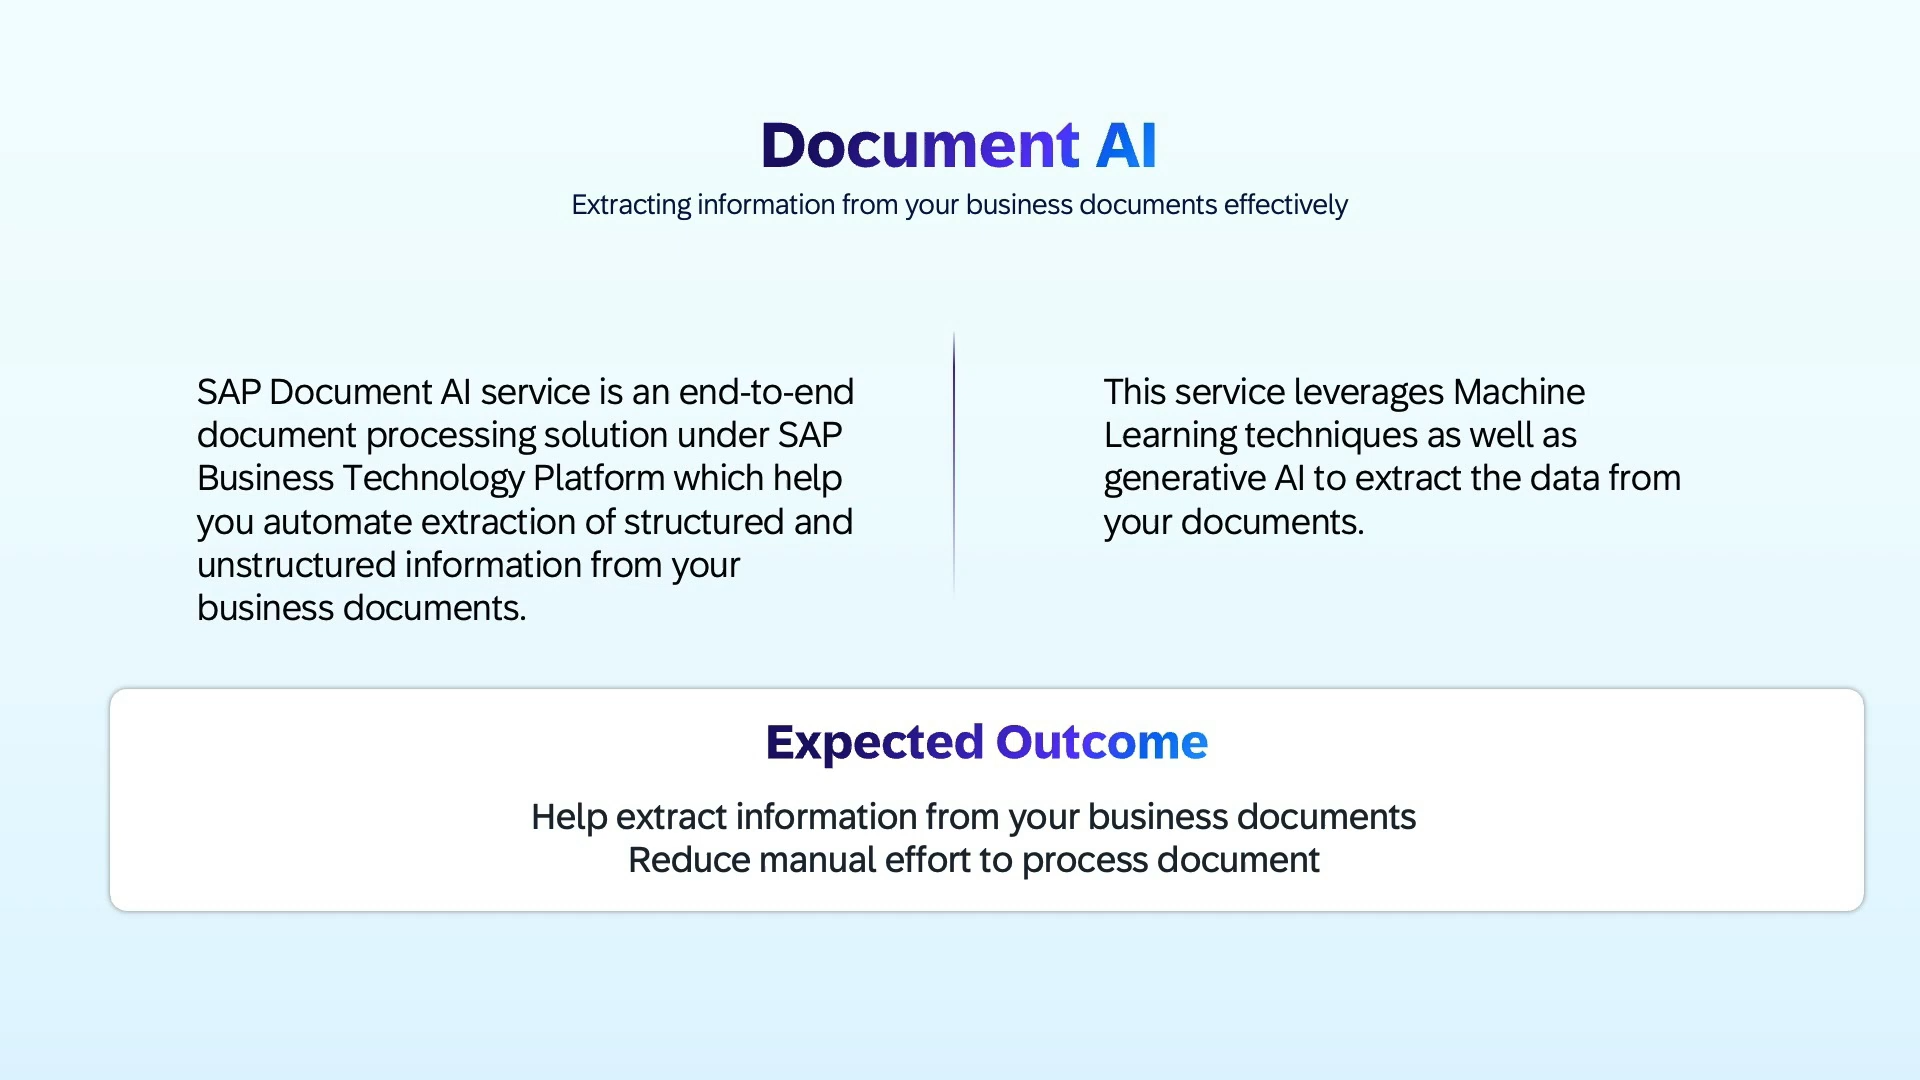 Document AI
Extracting information from your business documents effectively
SAP Document AI service is an end-to-end
document processing solution under SAP
Business Technology Platform which help
you automate extraction of structured and
unstructured information from your
business documents.
This service leverages Machine
Learning techniques as well as
generative AI to extract the data from
your documents.
Expected Outcome
Help extract information from your business documents
Reduce manual effort to process document